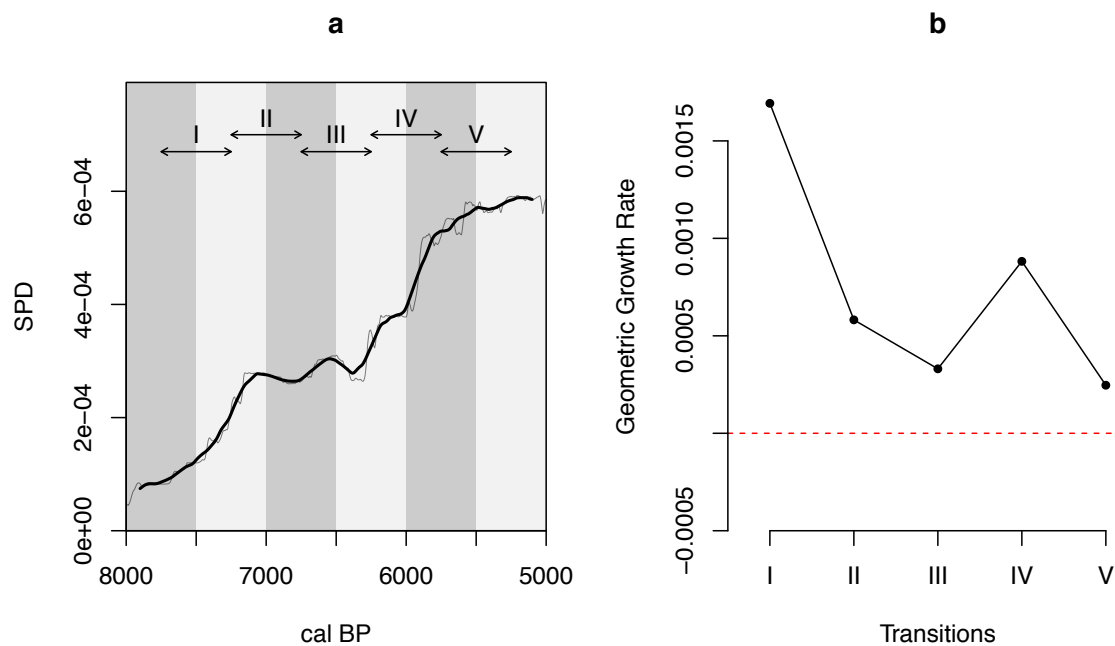 a
I
II
III
IV
V
SPD
0e+00
2e−04
4e−04
6e−04
8000
7000
6000
5000
cal BP
b
Geometric Growth Rate
−0.0005
0.0005
0.0010
0.0015
I
II
III
IV
V
Transitions